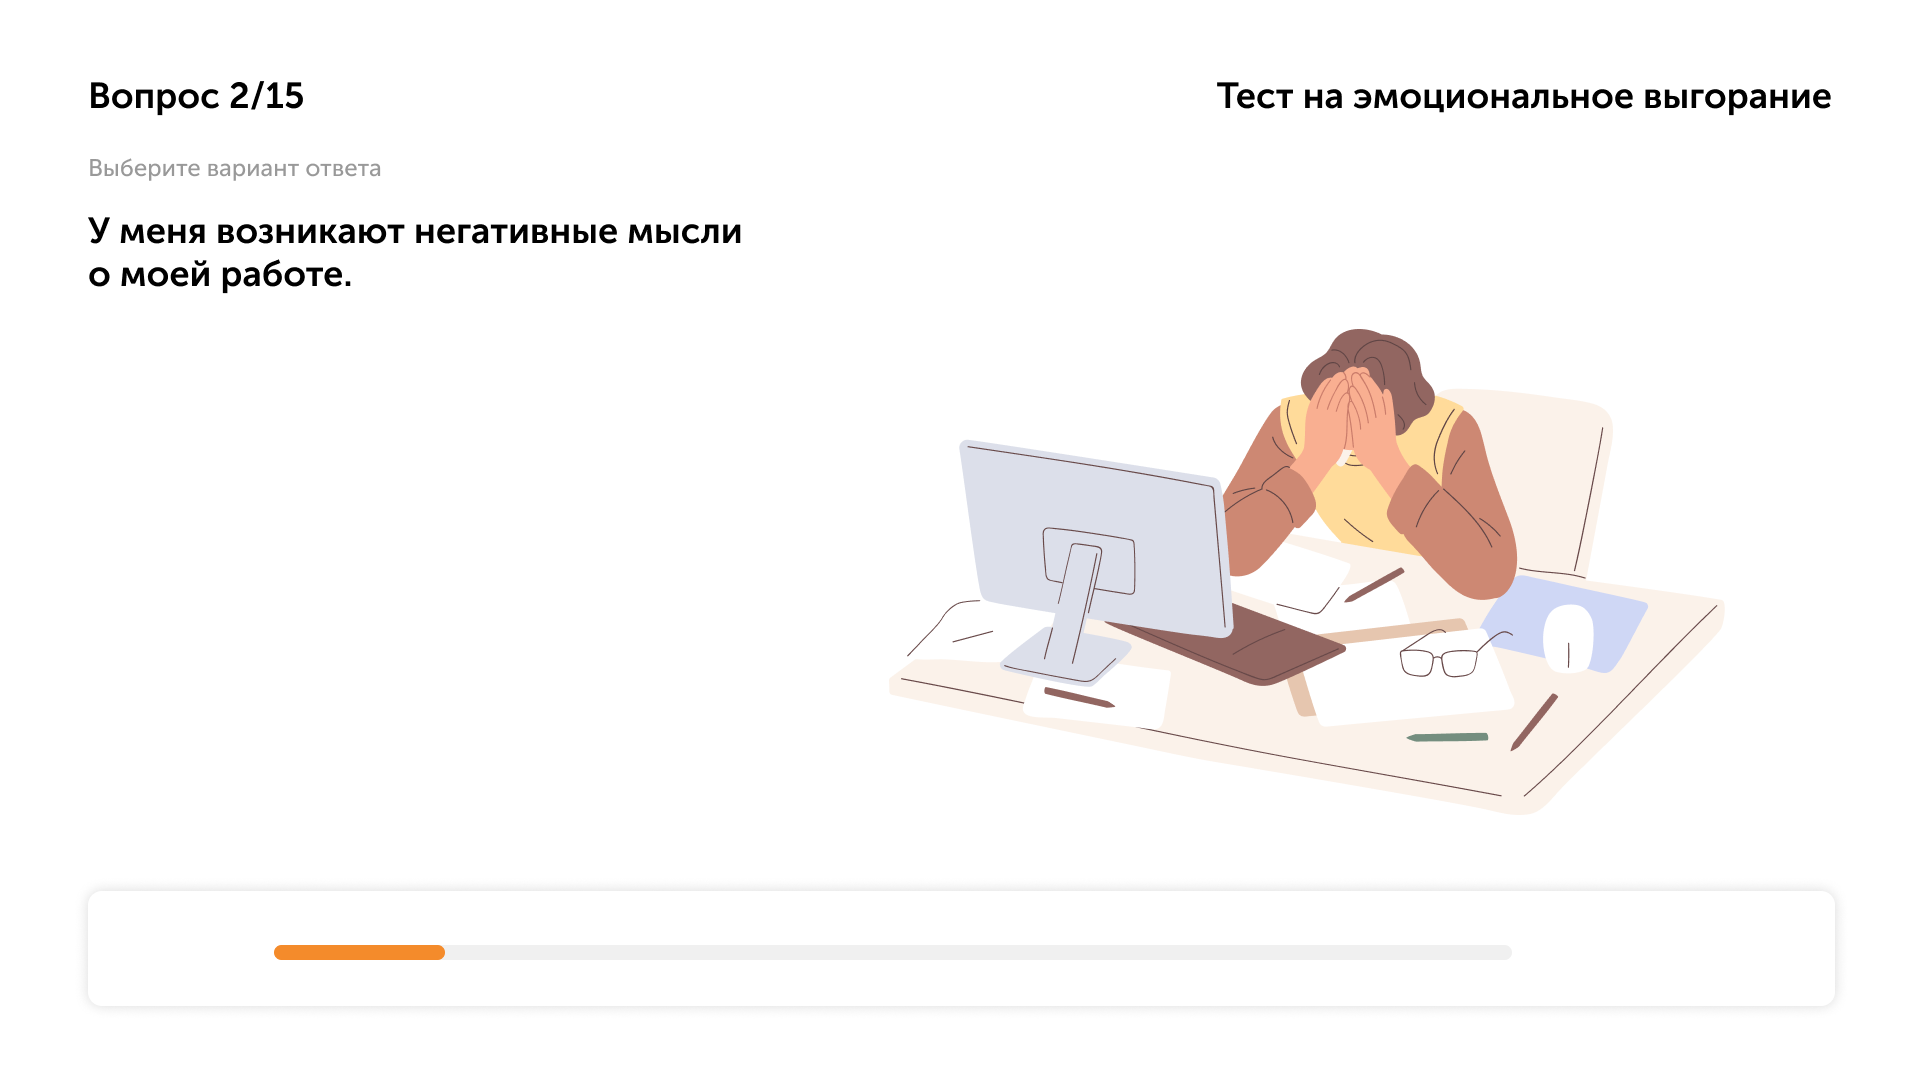 Вопрос 2/15
Тест на эмоциональное выгорание
Выберите вариант ответа
У меня возникают негативные мысли
о моей работе.